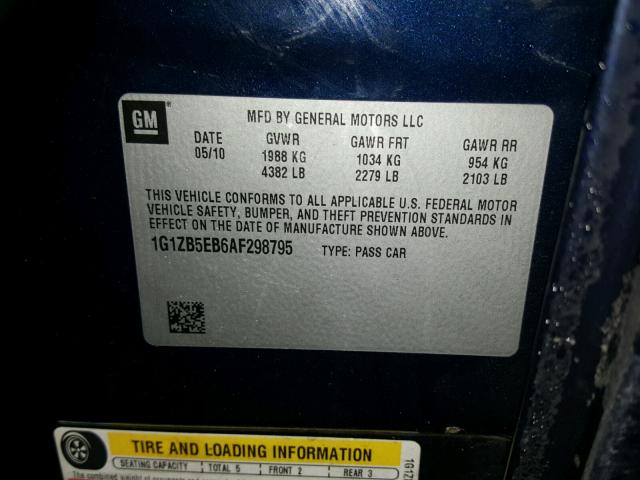 GM
MFD BY GENERAL MOTORS LLC
DATE GVWR GAWR FRT GAWR RR
05/10 1988 KG 1034 KG 954 KG
4382 LB 2279 LB 2103 LB
THIS VEHICLE CONFORMS TO ALL APPLICABLE U.S. FEDERAL MOTOR
VEHICLE SAFETY, BUMPER, AND THEFT PREVENTION STANDARDS IN
EFFECT ON THE DATE OF MANUFACTURE SHOWN ABOVE.
1G1ZB5EB6AF298795 TYPE: PASS CAR
TIRE AND LOADING INFORMATION
SEATING CAPACITY TOTAL 5 FRONT 2 REAR 3
1G1Z